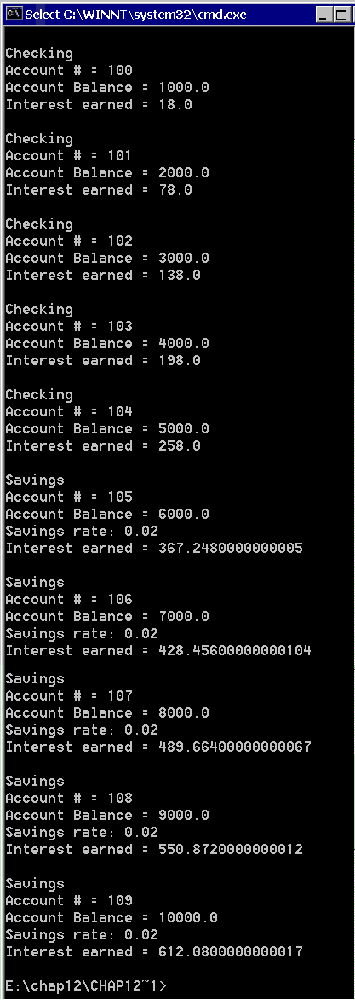 Select C:\WINNT\system32\cmd.exe
Checking
Account # = 100
Account Balance = 1000.0
Interest earned = 18.0
Checking
Account # = 101
Account Balance = 2000.0
Interest earned = 78.0
Checking
Account # = 102
Account Balance = 3000.0
Interest earned = 138.0
Checking
Account # = 103
Account Balance = 4000.0
Interest earned = 198.0
Checking
Account # = 104
Account Balance = 5000.0
Interest earned = 258.0
Savings
Account # = 105
Account Balance = 6000.0
Savings rate: 0.02
Interest earned = 367.2480000000005
Savings
Account # = 106
Account Balance = 7000.0
Savings rate: 0.02
Interest earned = 428.45600000000104
Savings
Account # = 107
Account Balance = 8000.0
Savings rate: 0.02
Interest earned = 489.66400000000067
Savings
Account # = 108
Account Balance = 9000.0
Savings rate: 0.02
Interest earned = 550.8720000000012
Savings
Account # = 109
Account Balance = 10000.0
Savings rate: 0.02
Interest earned = 612.0800000000017
E:\chap12\CHAP12~1>